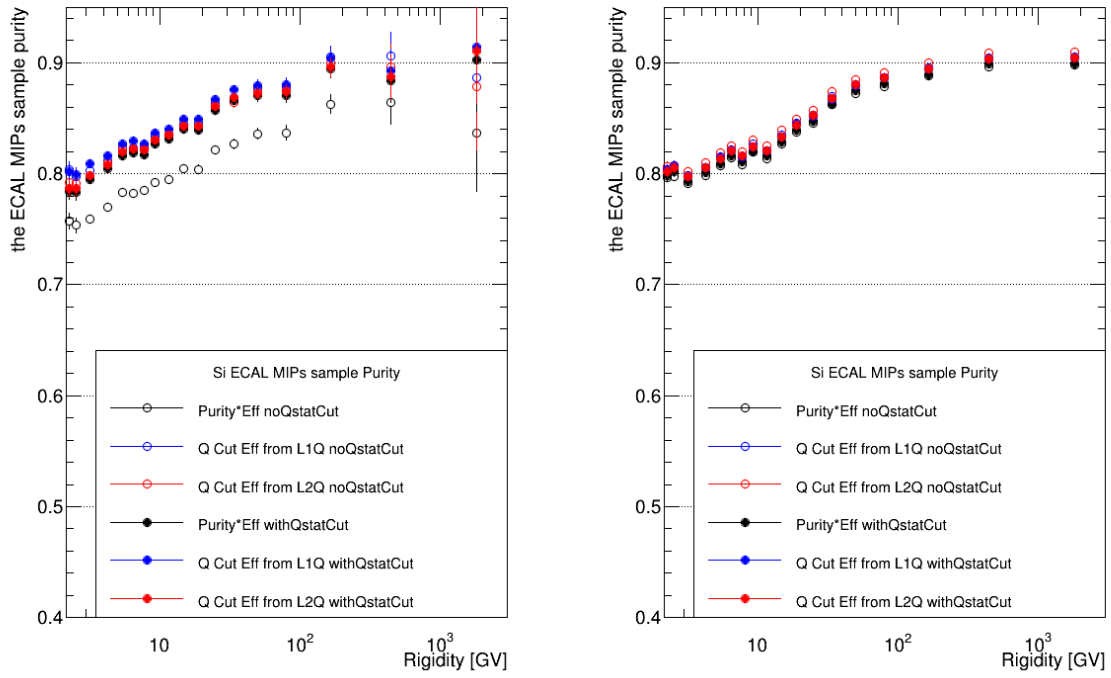 the ECAL MIPs sample purity
0.9
0.8
0.7
0.6
0.5
0.4
Si ECAL MIPs sample Purity
Purity*Eff noQstatCut
Q Cut Eff from L1Q noQstatCut
Q Cut Eff from L2Q noQstatCut
Purity*Eff withQstatCut
Q Cut Eff from L1Q withQstatCut
Q Cut Eff from L2Q withQstatCut
10 10² 10³
Rigidity [GV]
the ECAL MIPs sample purity
0.9
0.8
0.7
0.6
0.5
0.4
Si ECAL MIPs sample Purity
Purity*Eff noQstatCut
Q Cut Eff from L1Q noQstatCut
Q Cut Eff from L2Q noQstatCut
Purity*Eff withQstatCut
Q Cut Eff from L1Q withQstatCut
Q Cut Eff from L2Q withQstatCut
10 10² 10³
Rigidity [GV]